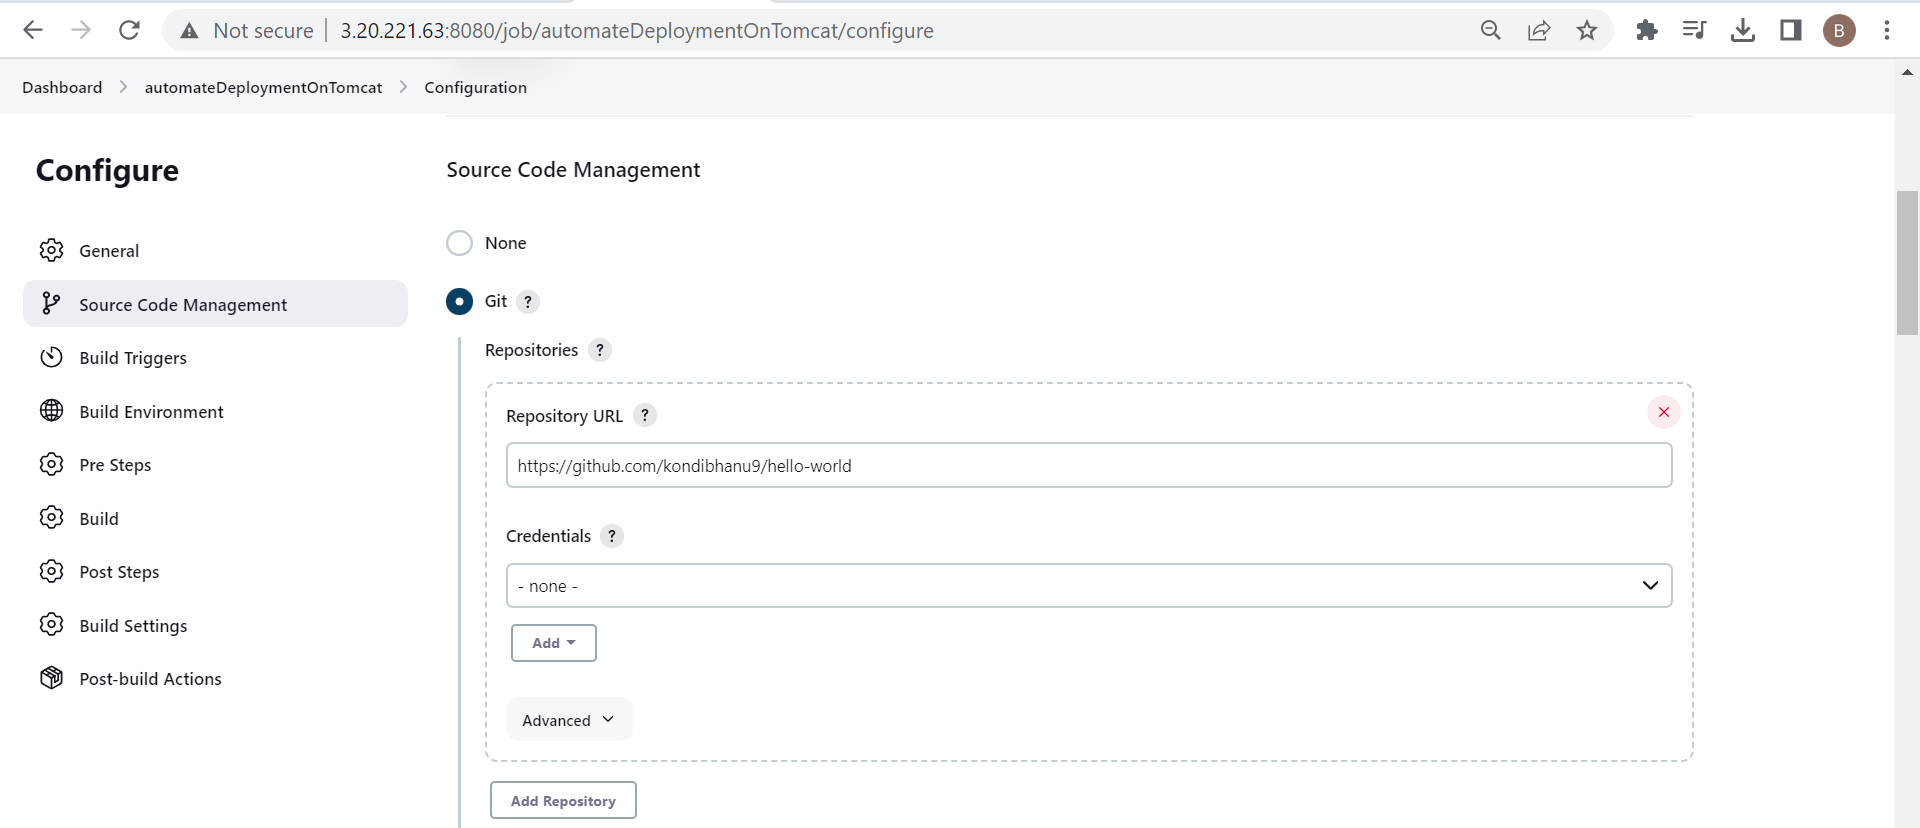 Not secure | 3.20.221.63:8080/job/automateDeploymentOnTomcat/configure
B
Dashboard > automateDeploymentOnTomcat > Configuration
Configure
General
Source Code Management
Build Triggers
Build Environment
Pre Steps
Build
Post Steps
Build Settings
Post-build Actions
Source Code Management
None
Git ?
Repositories ?
Repository URL ?
https://github.com/kondibhanu9/hello-world
Credentials ?
- none -
Add
Advanced
Add Repository